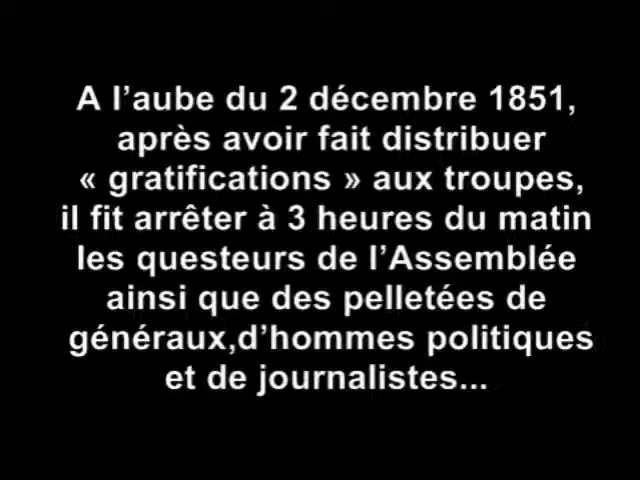 A l’aube du 2 décembre 1851,
après avoir fait distribuer
« gratifications » aux troupes,
il fit arrêter à 3 heures du matin
les questeurs de l’Assemblée
ainsi que des pelletées de
généraux,d’hommes politiques
et de journalistes...